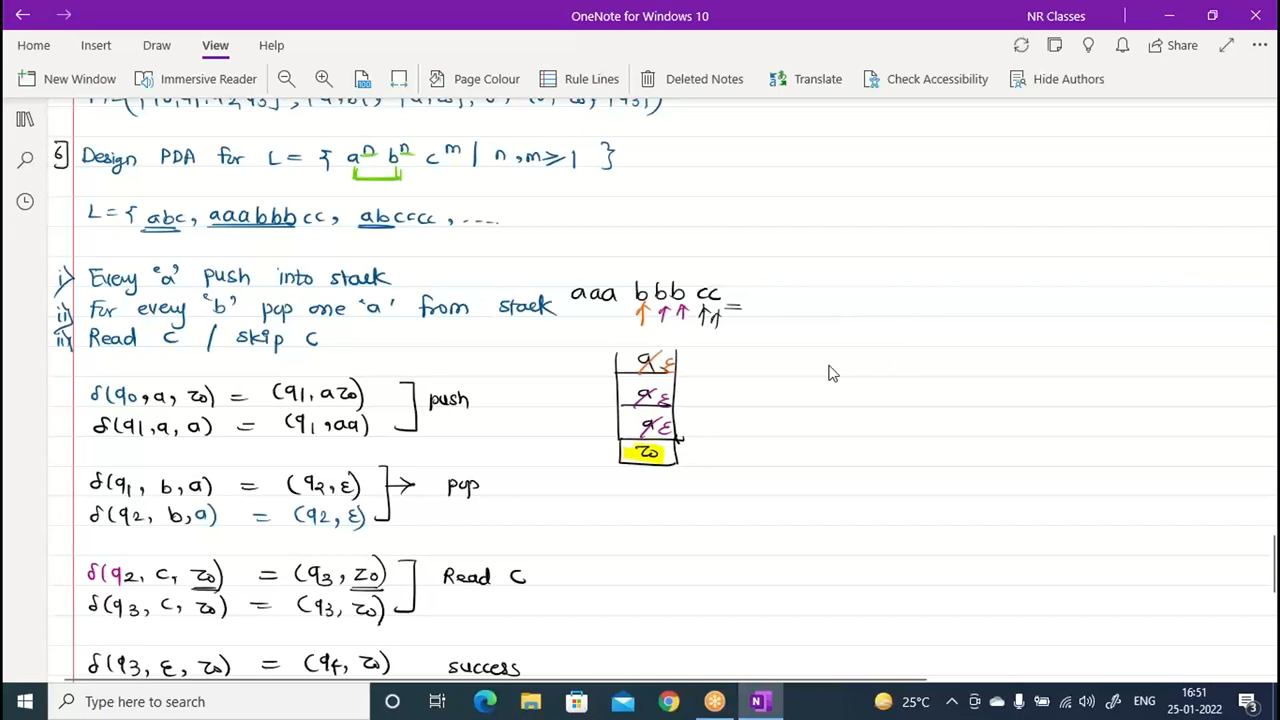 OneNote for Windows 10
NR Classes
Home Insert Draw View Help
Share
New Window Immersive Reader Page Colour Rule Lines Deleted Notes Translate Check Accessibility Hide Authors
6] Design PDA for L = { aⁿ bⁿ cᵐ | n,m ≥ 1 }
L = { abc, aaabbbcc, abcccc, ....
i) Every 'a' push into stack
ii) For every 'b' pop one 'a' from stack
iii) Read c / skip c
aaa bbb cc =
a ε
a ε
a ε
z0
δ(q0, a, z0) = (q1, az0)
δ(q1, a, a) = (q1, aa)
push
δ(q1, b, a) = (q2, ε)
δ(q2, b, a) = (q2, ε)
pop
δ(q2, c, z0) = (q3, z0)
δ(q3, c, z0) = (q3, z0)
Read c
δ(q3, ε, z0) = (qf, z0) success
Type here to search
25°C
ENG
16:51
25-01-2022
3